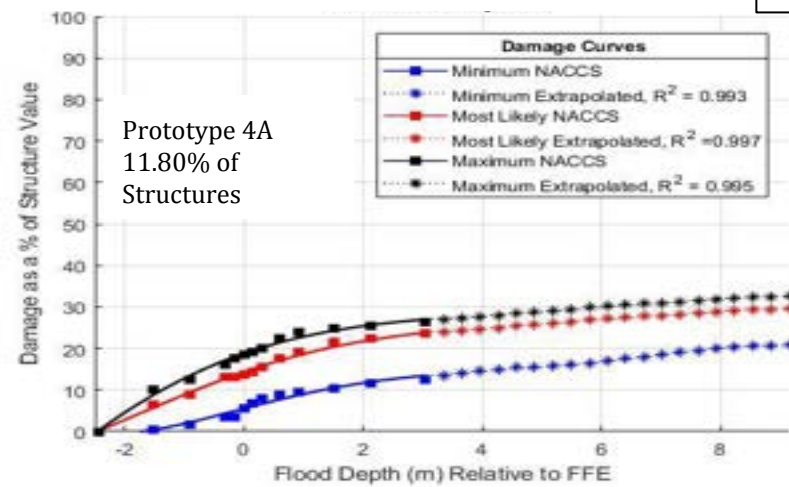 100
90
80
70
60
50
40
30
20
10
0
Damage as a % of Structure Value
Prototype 4A
11.80% of
Structures
Damage Curves
Minimum NACCS
Minimum Extrapolated, R² = 0.993
Most Likely NACCS
Most Likely Extrapolated, R² =0.997
Maximum NACCS
Maximum Extrapolated, R² = 0.995
-2 0 2 4 6 8
Flood Depth (m) Relative to FFE